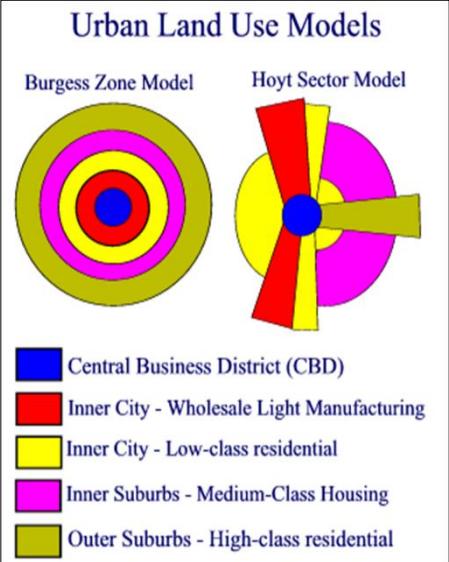 Urban Land Use Models
Burgess Zone Model
Hoyt Sector Model
Central Business District (CBD)
Inner City - Wholesale Light Manufacturing
Inner City - Low-class residential
Inner Suburbs - Medium-Class Housing
Outer Suburbs - High-class residential